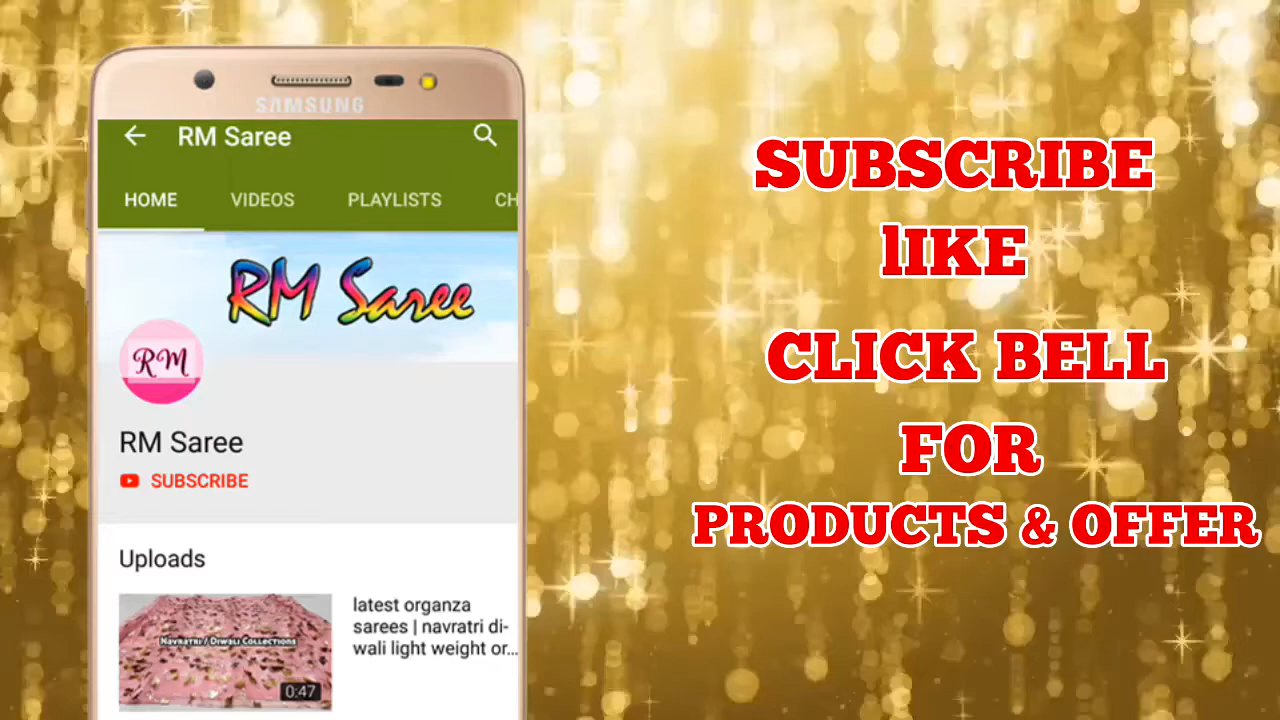 SAMSUNG
RM Saree
HOME VIDEOS PLAYLISTS CH
RM Saree
RM
RM Saree
SUBSCRIBE
Uploads
NAVRATRI / DIWALI COLLECTIONS
0:47
latest organza
sarees | navratri di-
wali light weight or...
SUBSCRIBE
lIKE
CLICK BELL
FOR
PRODUCTS & OFFER